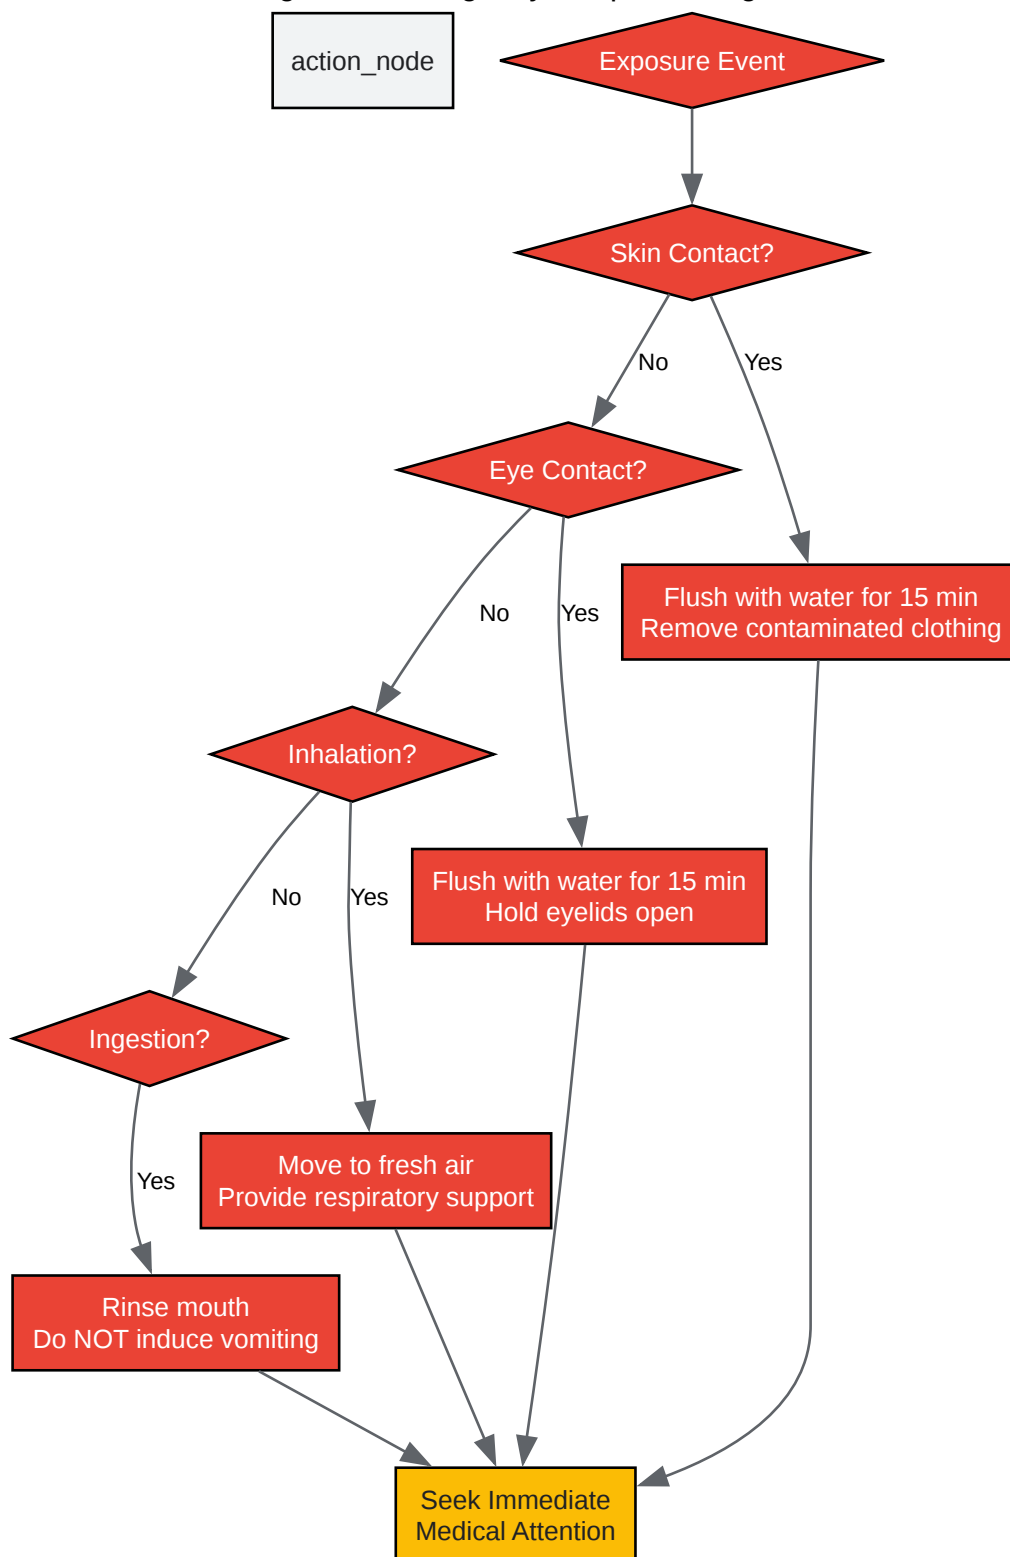 action_node
Exposure Event
Skin Contact?
No
Yes
Eye Contact?
No
Yes
Flush with water for 15 min
Remove contaminated clothing
Inhalation?
No
Yes
Flush with water for 15 min
Hold eyelids open
Ingestion?
Yes
Move to fresh air
Provide respiratory support
Rinse mouth
Do NOT induce vomiting
Seek Immediate
Medical Attention